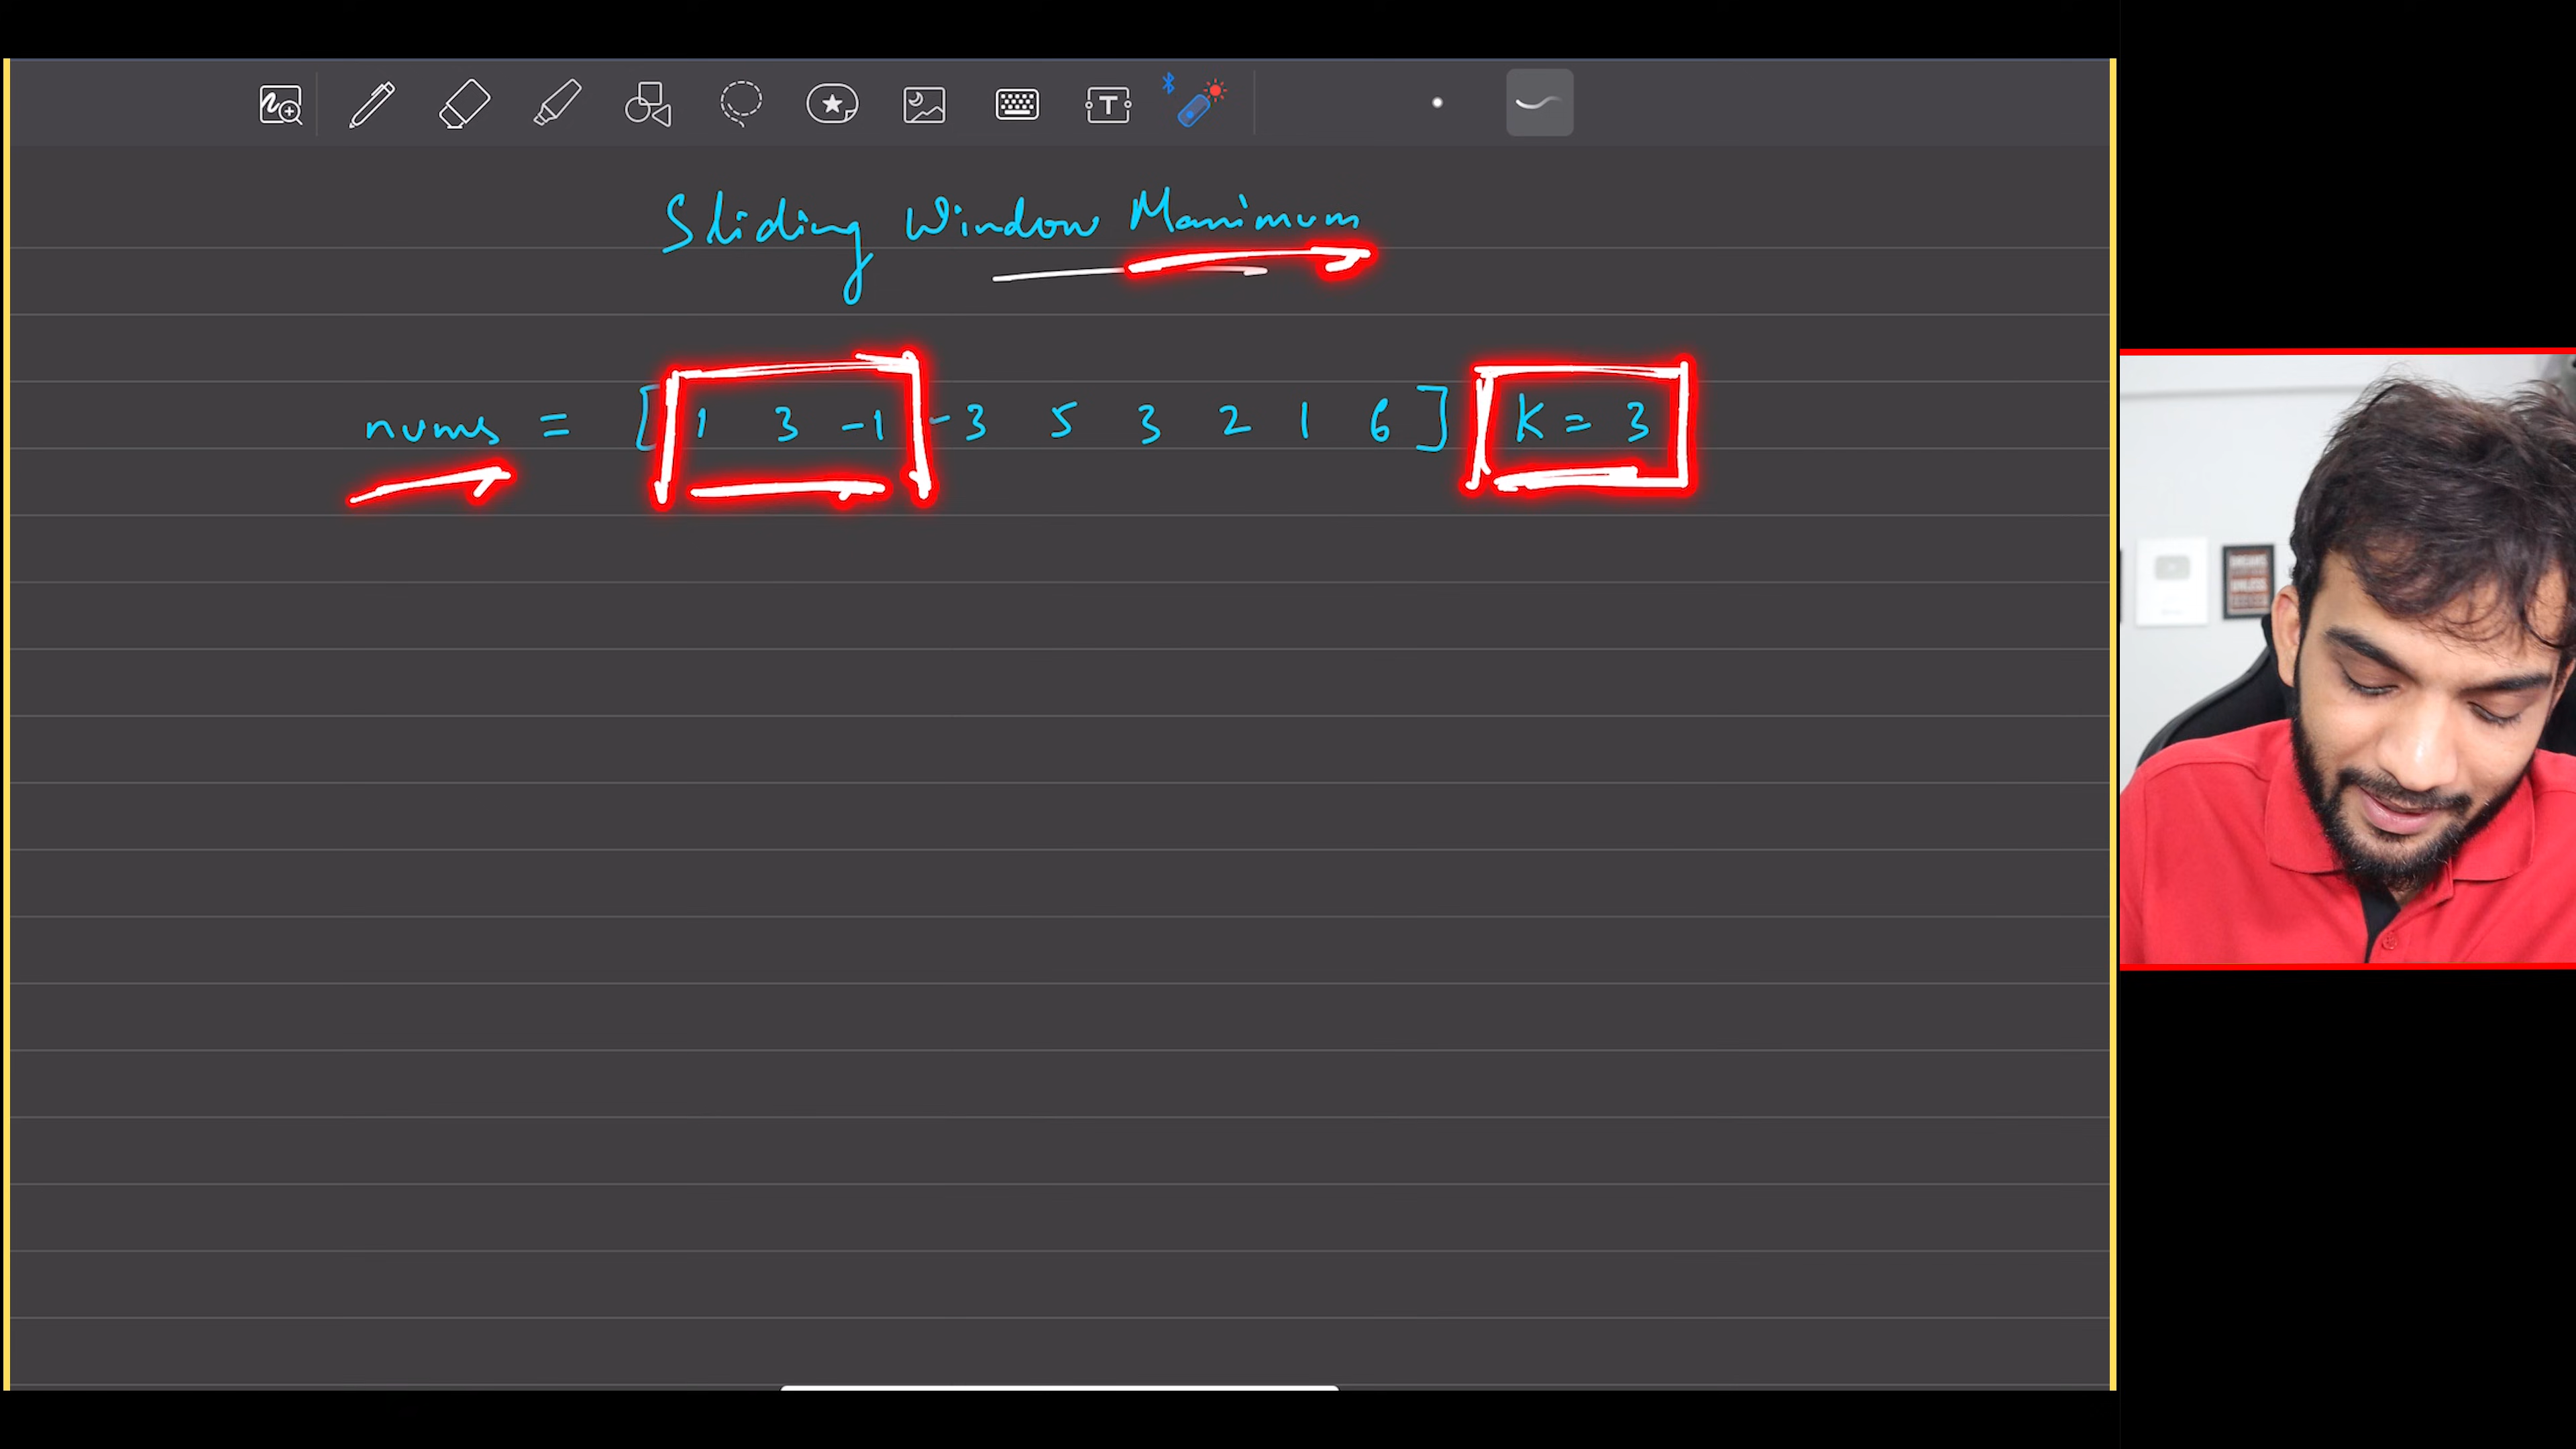 Sliding Window Maximum
nums = [ 1 3 -1 -3 5 3 2 1 6 ] K = 3